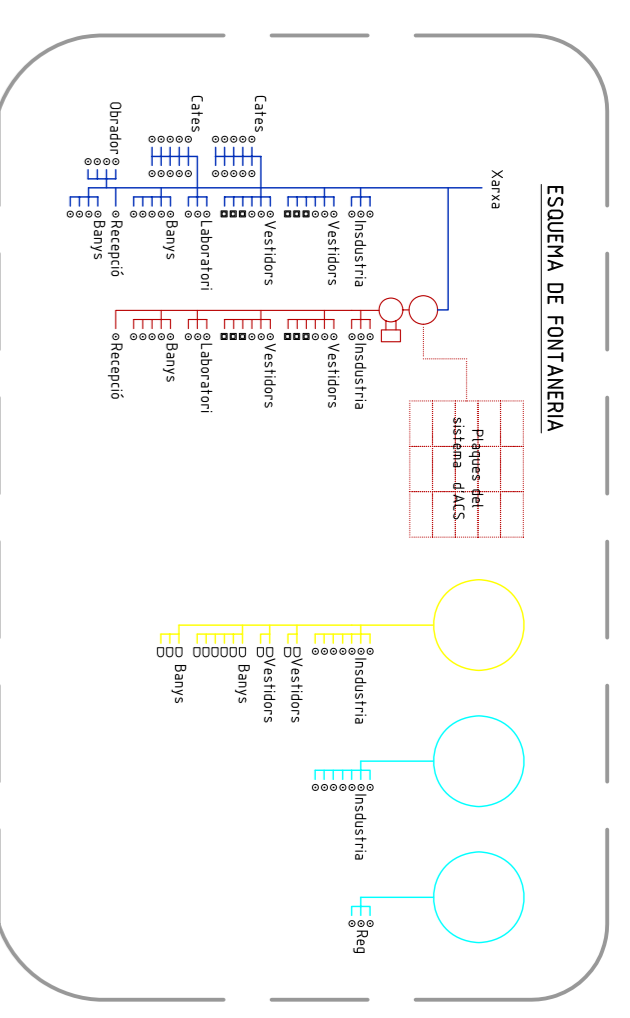 ESQUEMA DE FONTANERIA
Xarxa
Insdustria
Vestidors
Cates
Vestidors
Cates
Laboratori
Banys
Obrador
Recepció
Banys
Insdustria
Vestidors
Vestidors
Laboratori
Banys
Recepció
Plaques del
sistema d'ACS
Insdustria
Vestidors
Vestidors
Banys
Banys
Insdustria
Reg